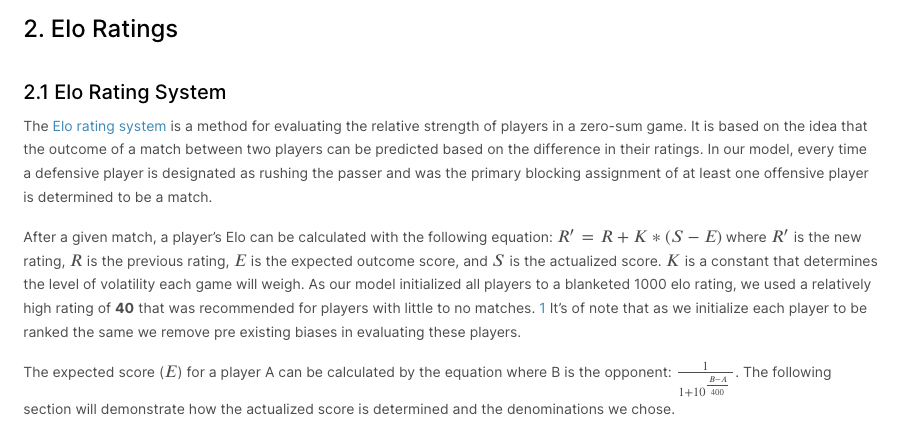 2. Elo Ratings
2.1 Elo Rating System
The Elo rating system is a method for evaluating the relative strength of players in a zero-sum game. It is based on the idea that
the outcome of a match between two players can be predicted based on the difference in their ratings. In our model, every time
a defensive player is designated as rushing the passer and was the primary blocking assignment of at least one offensive player
is determined to be a match.
After a given match, a player’s Elo can be calculated with the following equation: R′ = R + K ∗ (S − E) where R′ is the new
rating, R is the previous rating, E is the expected outcome score, and S is the actualized score. K is a constant that determines
the level of volatility each game will weigh. As our model initialized all players to a blanketed 1000 elo rating, we used a relatively
high rating of 40 that was recommended for players with little to no matches. 1 It’s of note that as we initialize each player to be
ranked the same we remove pre existing biases in evaluating these players.
The expected score (E) for a player A can be calculated by the equation where B is the opponent: \frac{1}{1+10^{\frac{B-A}{400}}}. The following
section will demonstrate how the actualized score is determined and the denominations we chose.